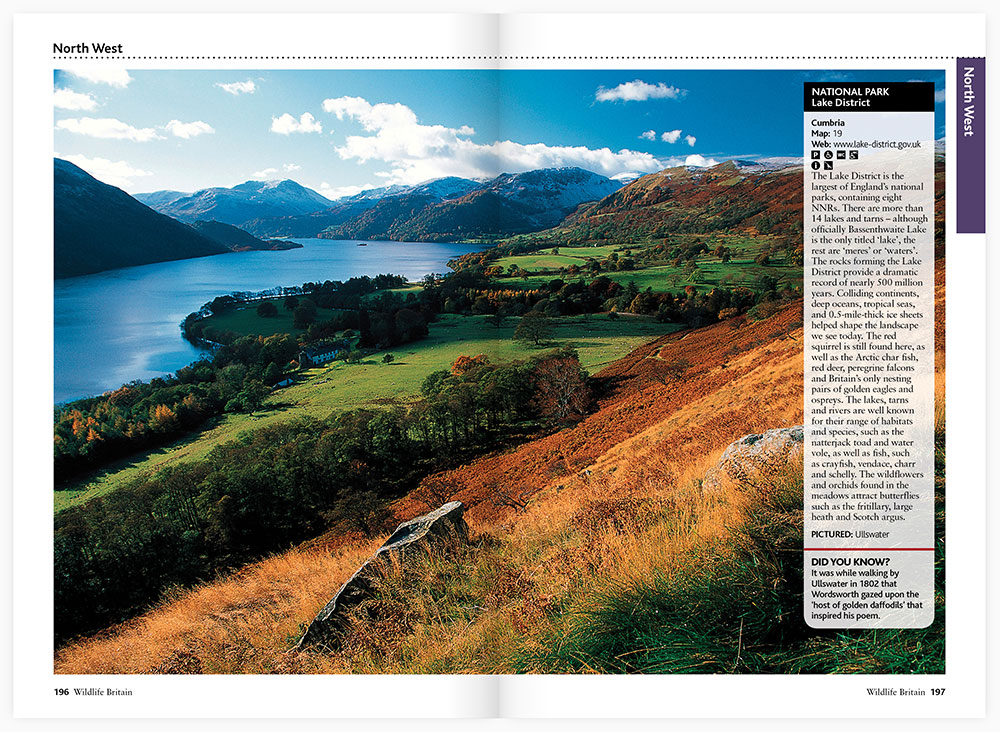 North West
North West
NATIONAL PARK
Lake District
Cumbria
Map: 19
Web: www.lake-district.gov.uk
P
WC
i
The Lake District is the
largest of England's national
parks, containing eight
NNRs. There are more than
14 lakes and tarns – although
officially Bassenthwaite Lake
is the only titled 'lake', the
rest are 'meres' or 'waters'.
The rocks forming the Lake
District provide a dramatic
record of nearly 500 million
years. Colliding continents,
deep oceans, tropical seas,
and 0.5-mile-thick ice sheets
helped shape the landscape
we see today. The red
squirrel is still found here, as
well as the Arctic char fish,
red deer, peregrine falcons
and Britain's only nesting
pairs of golden eagles and
ospreys. The lakes, tarns
and rivers are well known
for their range of habitats
and species, such as the
natterjack toad and water
vole, as well as fish, such
as crayfish, vendace, charr
and schelly. The wildflowers
and orchids found in the
meadows attract butterflies
such as the fritillary, large
heath and Scotch argus.
PICTURED: Ullswater
DID YOU KNOW?
It was while walking by
Ullswater in 1802 that
Wordsworth gazed upon the
'host of golden daffodils' that
inspired his poem.
196 Wildlife Britain
Wildlife Britain 197